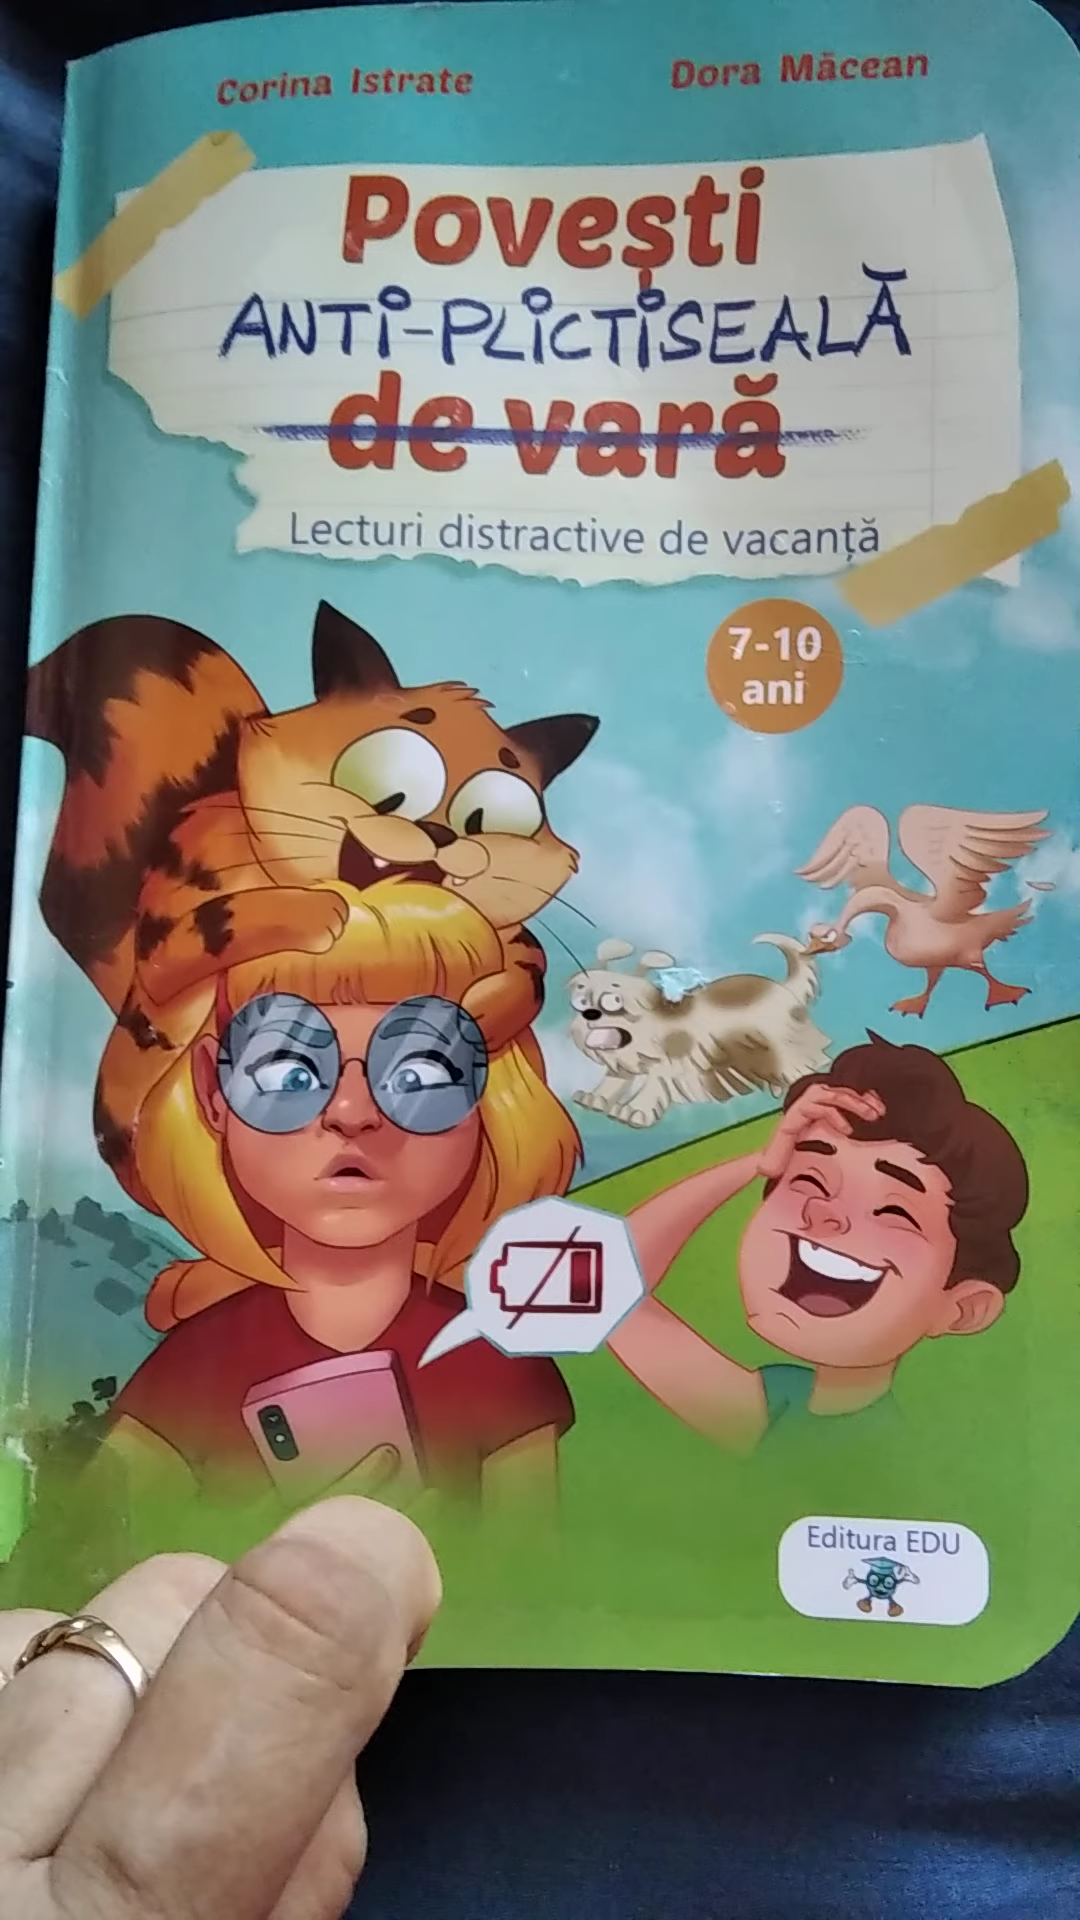 Corina Istrate Dora Măcean
Povești
ANTI-PLICTISEALĂ
de vară
Lecturi distractive de vacanță
7-10
ani
Editura EDU